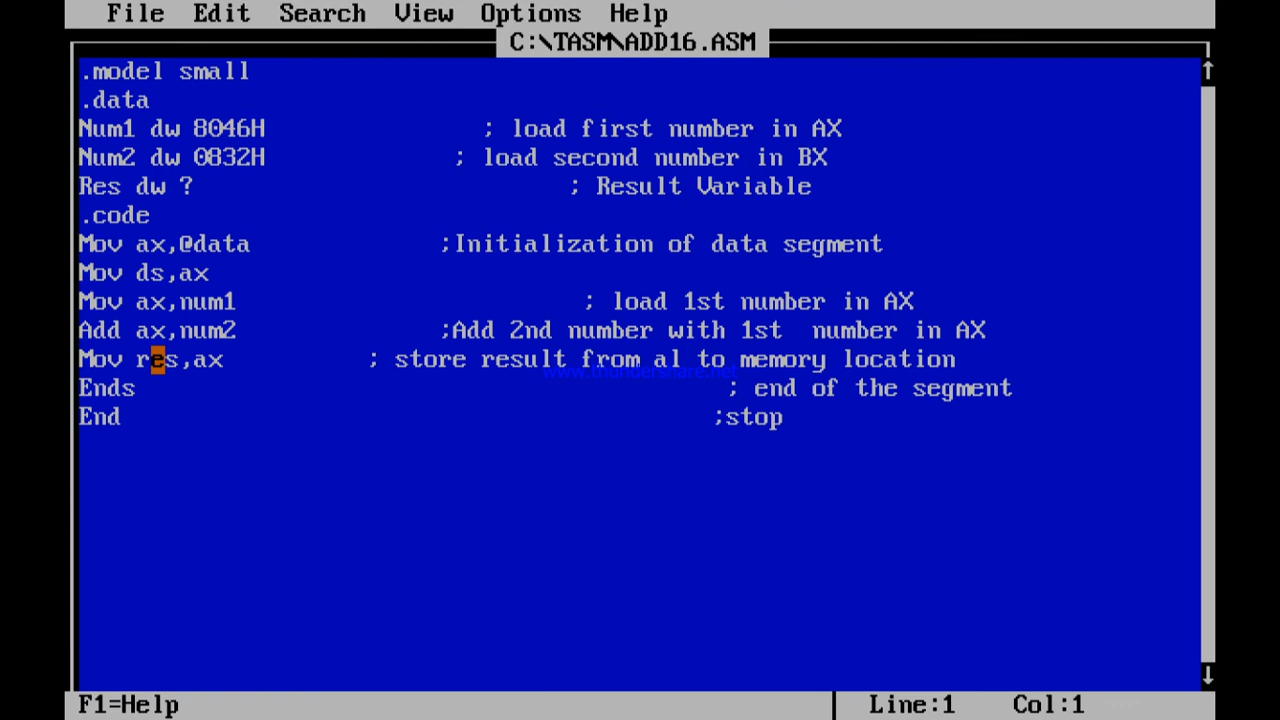 File Edit Search View Options Help
C:\TASM\ADD16.ASM
.model small
.data
Num1 dw 8046H ; load first number in AX
Num2 dw 0832H ; load second number in BX
Res dw ? ; Result Variable
.code
Mov ax,@data ;Initialization of data segment
Mov ds,ax
Mov ax,num1 ; load 1st number in AX
Add ax,num2 ;Add 2nd number with 1st number in AX
Mov res,ax ; store result from al to memory location
www.thundershare.net
Ends ; end of the segment
End ;stop
F1=Help Line:1 Col:1